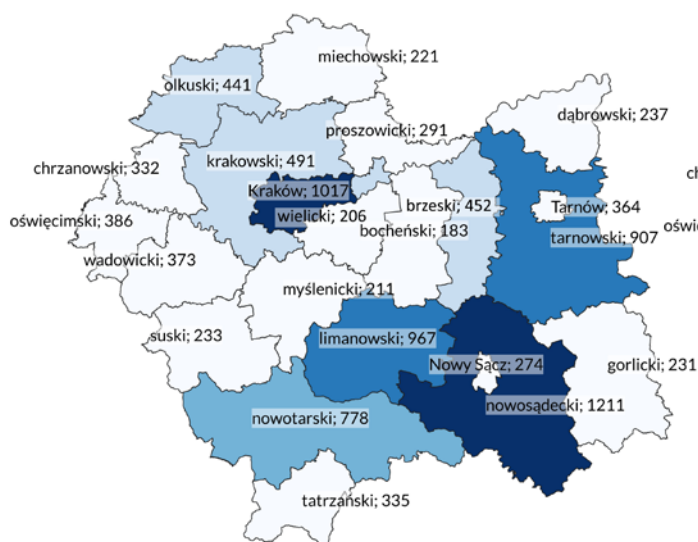 miechowski; 221
olkuski; 441
dąbrowski; 237
proszowicki; 291
krakowski; 491
chrzanowski; 332
ch
Kraków; 1017
oświęcimski; 386
wielicki; 206
brzeski; 452
Tarnów; 364
oświę
bocheński; 183
tarnowski; 907
wadowicki; 373
myślenicki; 211
suski; 233
limanowski; 967
Nowy Sącz; 274
gorlicki; 231
nowosądecki; 1211
nowotarski; 778
tatrzański; 335